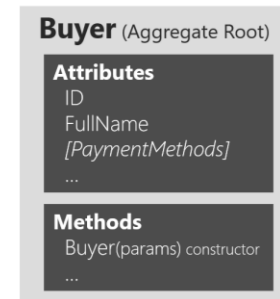 Buyer (Aggregate Root)
Attributes
ID
FullName
[PaymentMethods]
...
Methods
Buyer(params) constructor
...